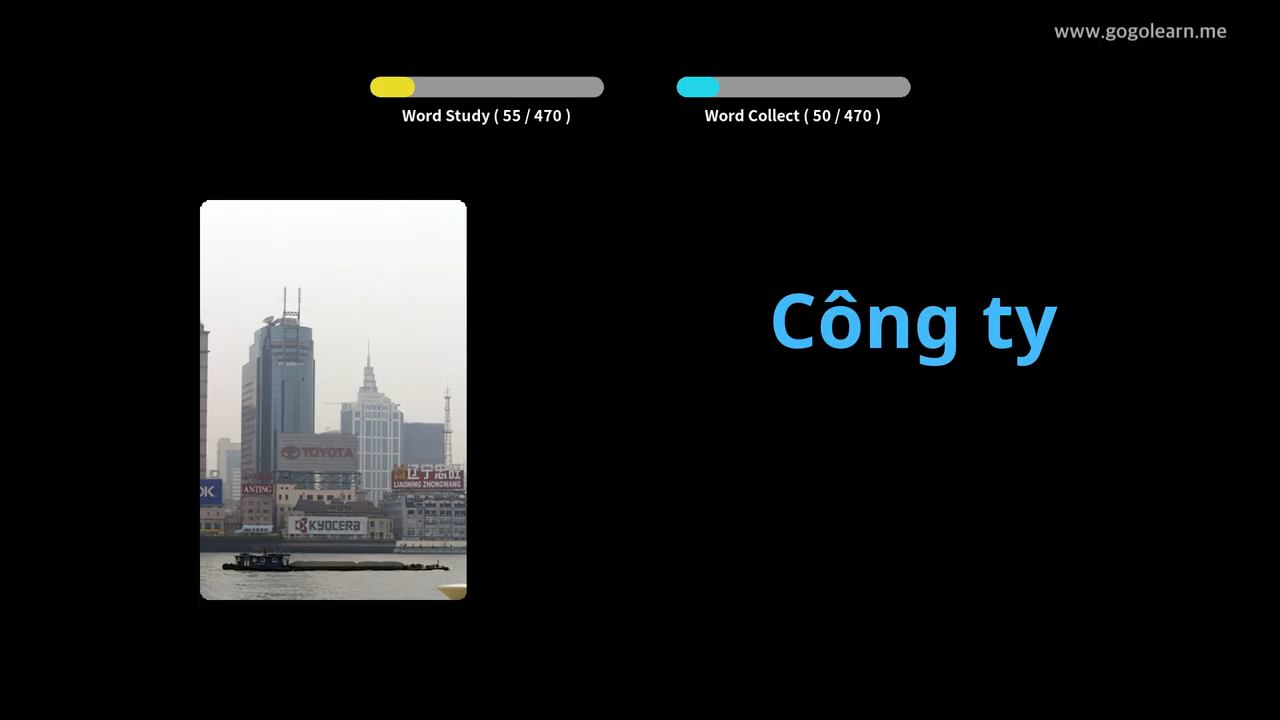 www.gogolearn.me
Word Study ( 55 / 470 )
Word Collect ( 50 / 470 )
Công ty
TOYOTA
辽宁忠旺
LIAONING ZHONGWANG
OK
ANTING
KYOCERA